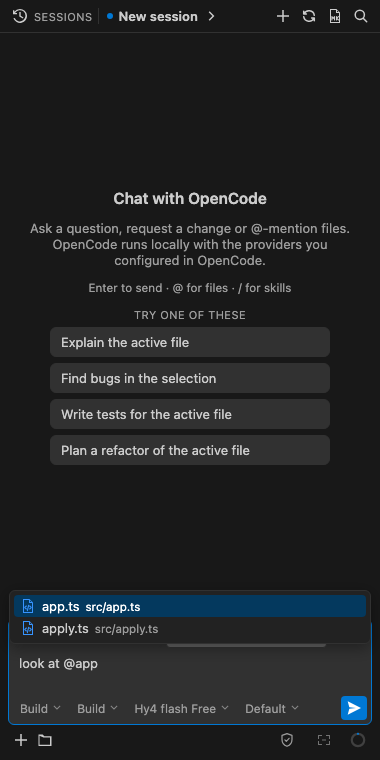 SESSIONS New session
Chat with OpenCode
Ask a question, request a change or @-mention files.
OpenCode runs locally with the providers you
configured in OpenCode.
Enter to send · @ for files · / for skills
TRY ONE OF THESE
Explain the active file
Find bugs in the selection
Write tests for the active file
Plan a refactor of the active file
app.ts src/app.ts
apply.ts src/apply.ts
look at @app
Build Build Hy4 flash Free Default